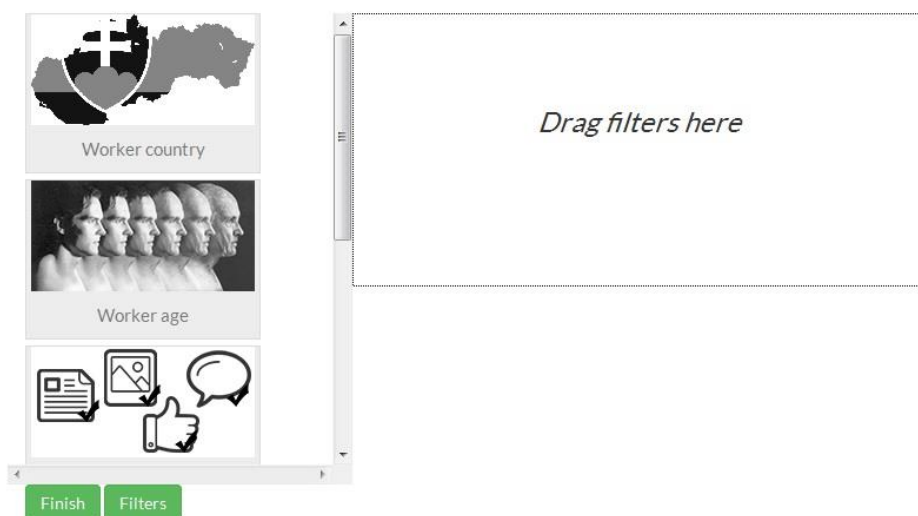 Worker country
Drag filters here
Worker age
Finish
Filters